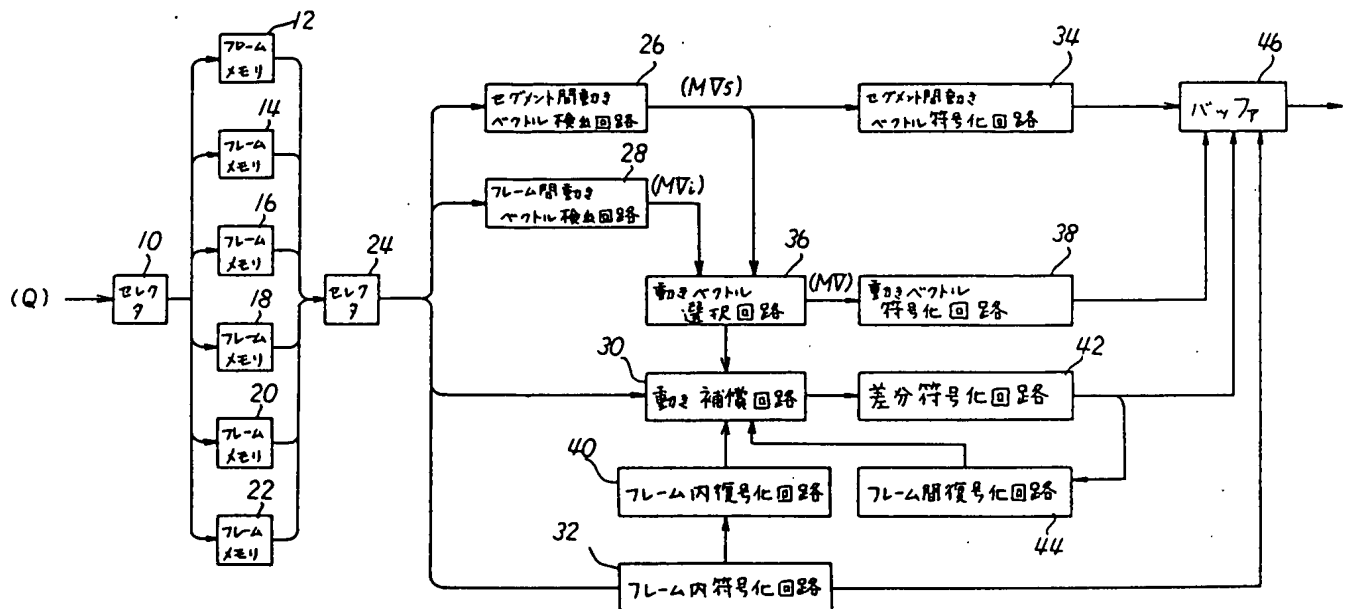 12
フレーム
メモリ
14
フレーム
メモリ
16
フレーム
メモリ
18
フレーム
メモリ
20
フレーム
メモリ
22
フレーム
メモリ
(Q)
10
セレク
タ
24
セレク
タ
26
セグメント間動き
ベクトル検出回路
(MVs)
34
セグメント間動き
ベクトル符号化回路
46
バッファ
28
フレーム間動き
ベクトル検出回路
(MVi)
36
動きベクトル
選択回路
(MV)
38
動きベクトル
符号化回路
30
動き補償回路
42
差分符号化回路
40
フレーム内復号化回路
フレーム間復号化回路
44
32
フレーム内符号化回路